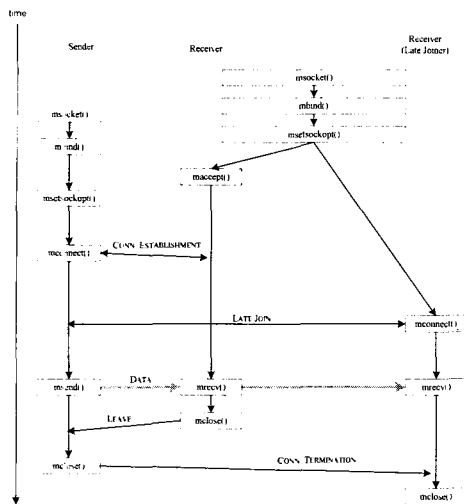 time
Sender
Receiver
Receiver
(Late Joiner)
msocket()
mbind()
msetsockopt()
msocket()
mbind()
maccept()
msetsockopt()
CONN. ESTABLISHMENT
mconnect()
LATE JOIN
mconnect()
DATA
msend()
mrecv()
mrecv()
LEAVE
mclose()
CONN. TERMINATION
mclose()
mclose()